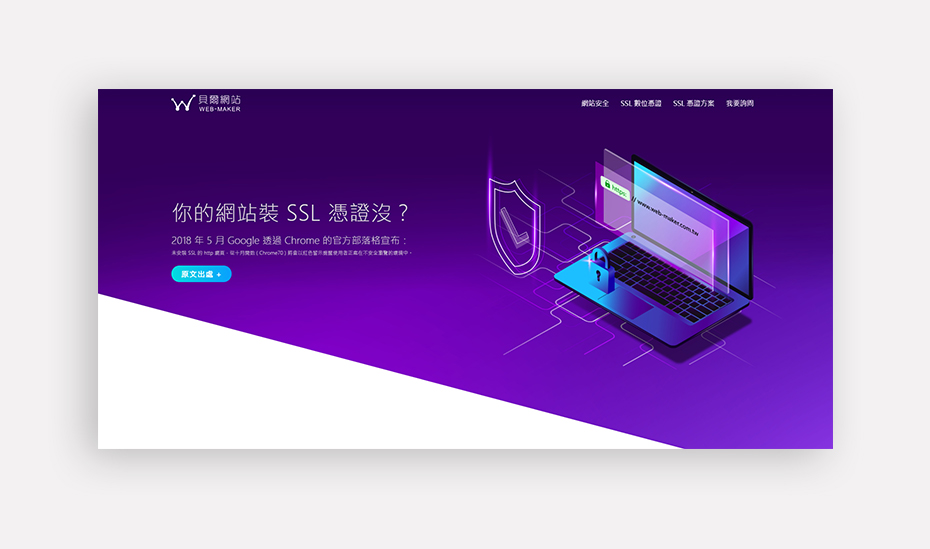 貝爾網站
WEB•MAKER
網站安全 SSL 數位憑證 SSL 憑證方案 我要詢問
https:
// www.web-maker.com.tw
你的網站裝 SSL 憑證沒？
2018 年 5 月 Google 透過 Chrome 的官方部落格宣布：
未安裝 SSL 的 http 網頁，從十月開始 ( Chrome70 ) 將會以紅色警示提醒使用者正處在不安全瀏覽的環境中。
原文出處 +